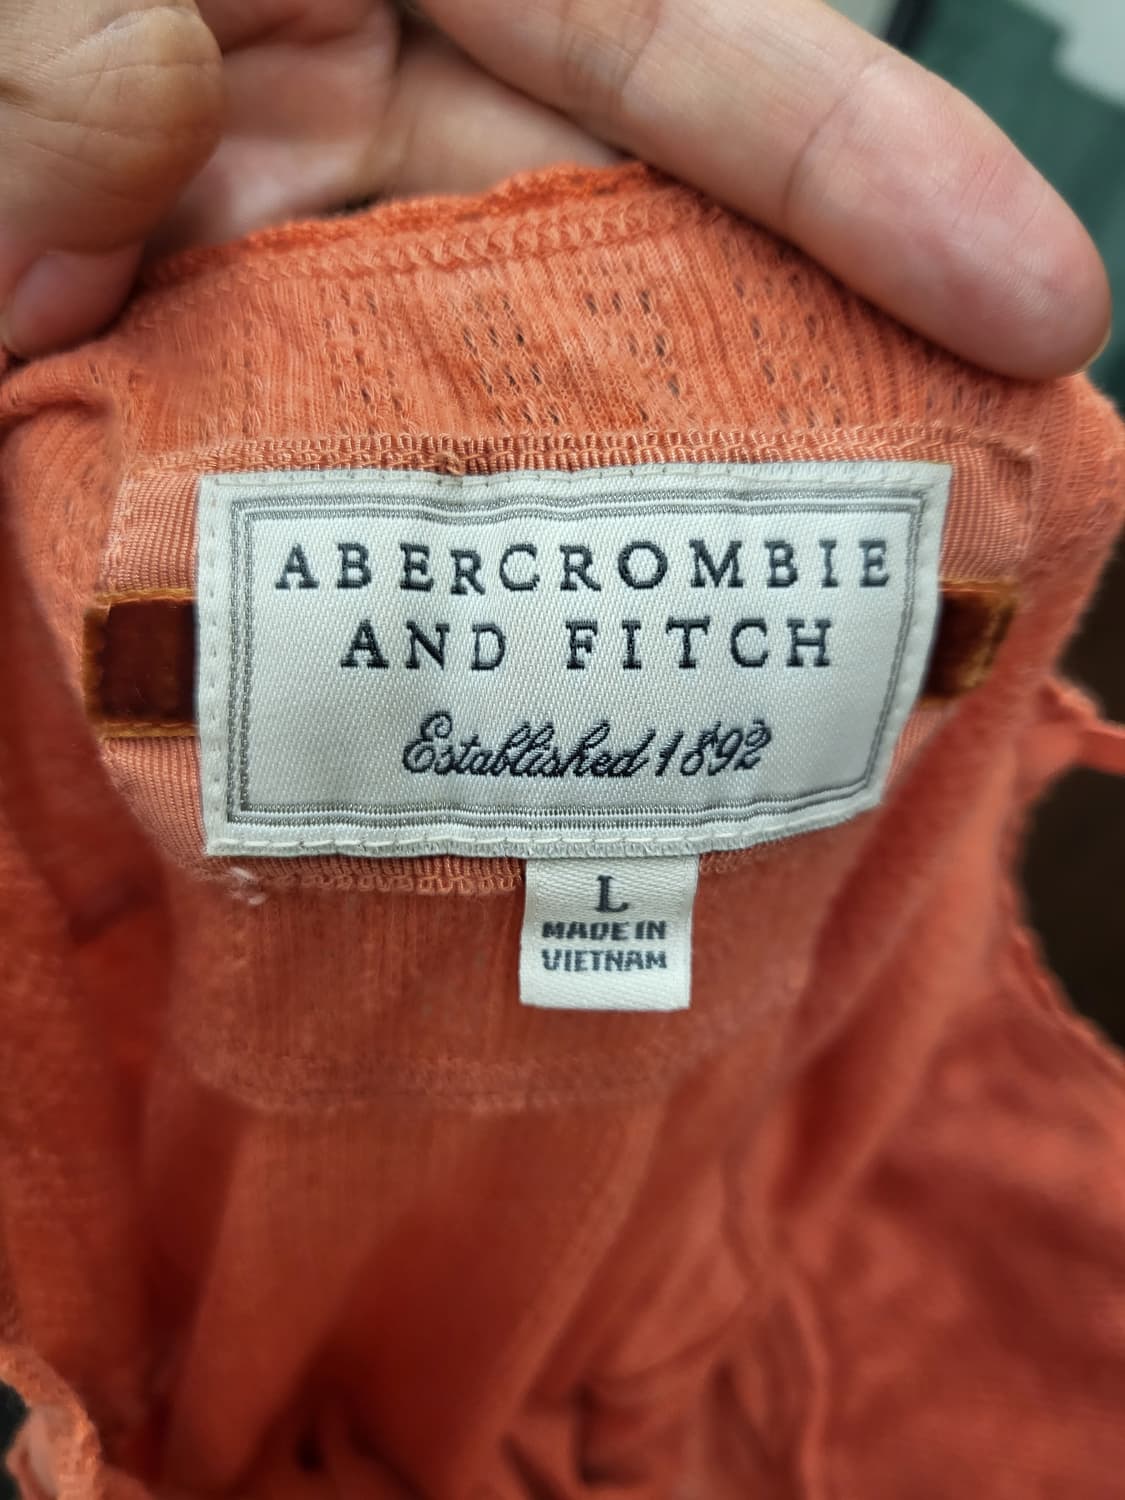 ABERCROMBIE
AND FITCH
Established 1892
L
MADE IN
VIETNAM